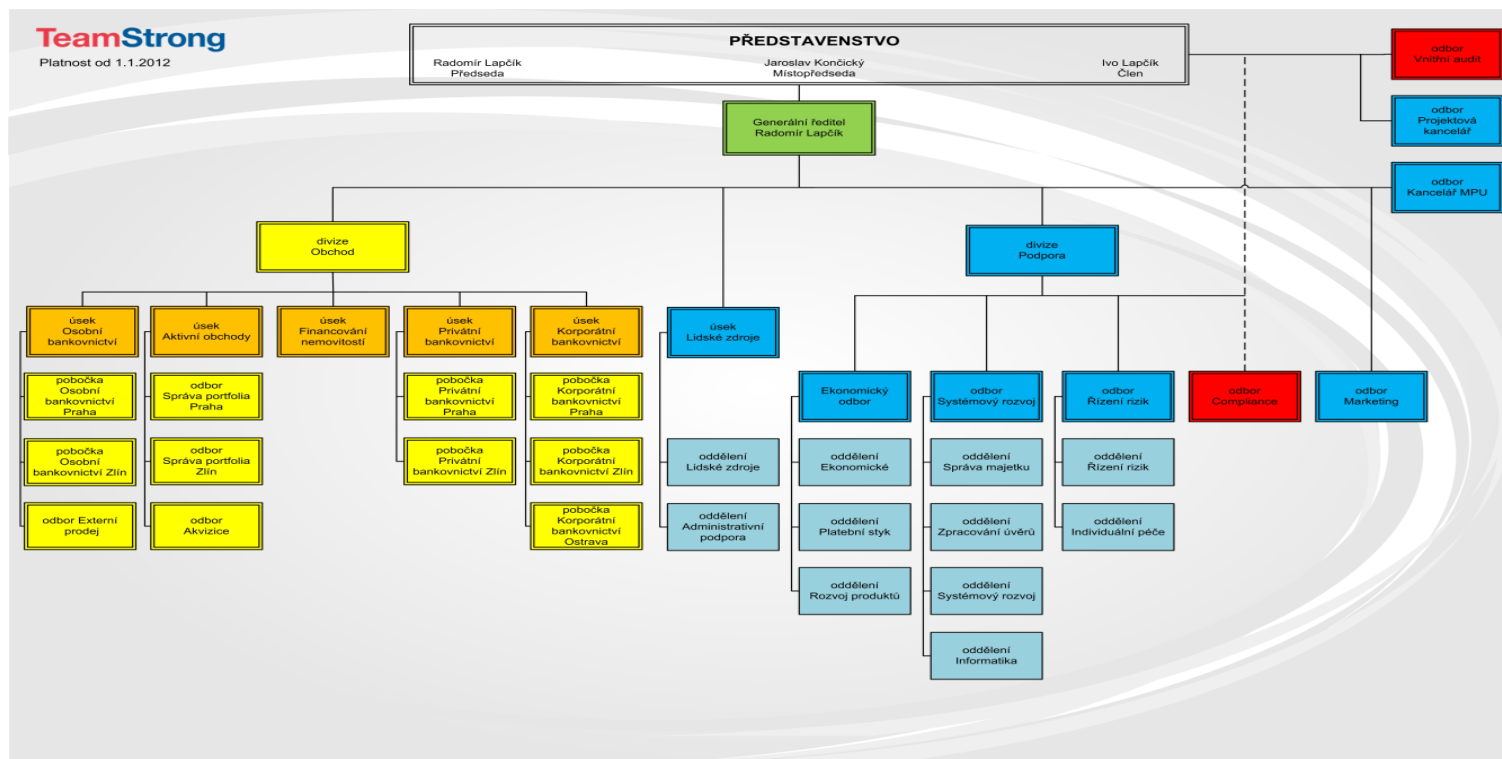 TeamStrong
Platnost od 1.1.2012
PŘEDSTAVENSTVO
Radomír Lapčík
Předseda
Jaroslav Končický
Místopředseda
Ivo Lapčík
Člen
odbor
Vnitřní audit
odbor
Projektová
kancelář
odbor
Kancelář MPU
Generální ředitel
Radomír Lapčík
divize
Obchod
divize
Podpora
úsek
Osobní
bankovnictví
úsek
Aktivní obchody
úsek
Financování
nemovitostí
úsek
Privátní
bankovnictví
úsek
Korporátní
bankovnictví
úsek
Lidské zdroje
pobočka
Osobní
bankovnictví
Praha
odbor
Správa portfolia
Praha
pobočka
Privátní
bankovnictví
Praha
pobočka
Korporátní
bankovnictví
Praha
Ekonomický
odbor
odbor
Systémový rozvoj
odbor
Řízení rizik
odbor
Compliance
odbor
Marketing
pobočka
Osobní
bankovnictví Zlín
odbor
Správa portfolia
Zlín
pobočka
Privátní
bankovnictví Zlín
pobočka
Korporátní
bankovnictví Zlín
oddělení
Lidské zdroje
oddělení
Ekonomické
oddělení
Správa majetku
oddělení
Řízení rizik
odbor Externí
prodej
odbor
Akvizice
pobočka
Korporátní
bankovnictví
Ostrava
oddělení
Administrativní
podpora
oddělení
Platební styk
oddělení
Zpracování úvěrů
oddělení
Individuální péče
oddělení
Rozvoj produktů
oddělení
Systémový rozvoj
oddělení
Informatika